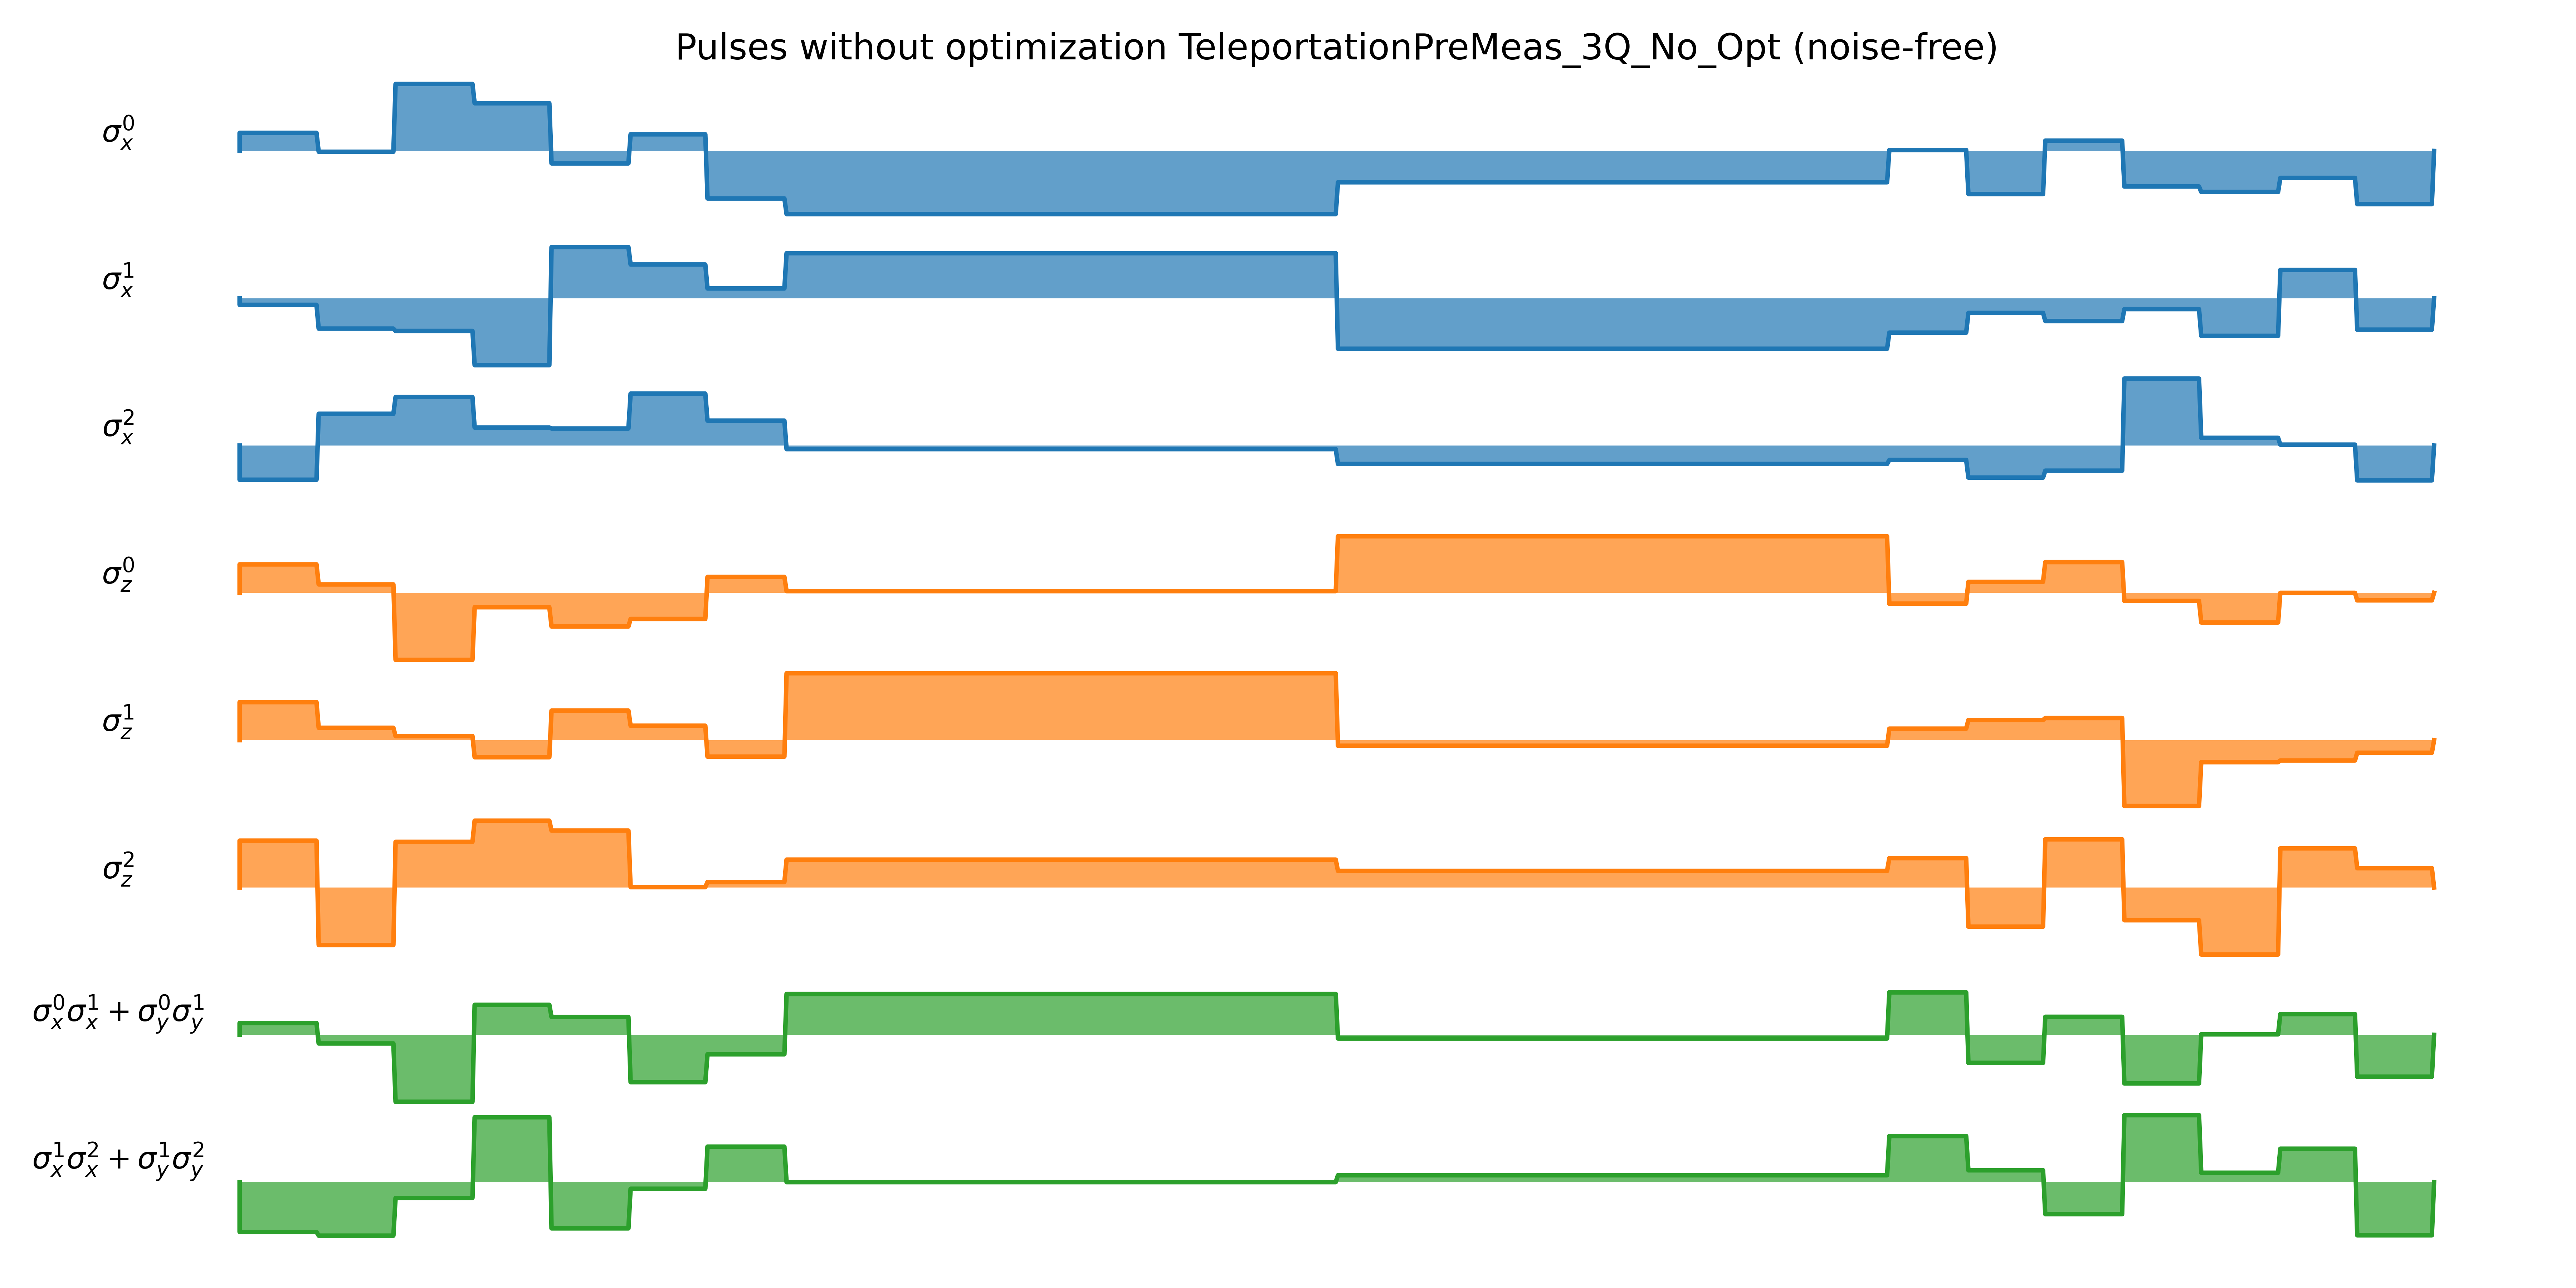 Pulses without optimization TeleportationPreMeas_3Q_No_Opt (noise-free)
σ_x^0
σ_x^1
σ_x^2
σ_z^0
σ_z^1
σ_z^2
σ_x^0σ_x^1 + σ_y^0σ_y^1
σ_x^1σ_x^2 + σ_y^1σ_y^2